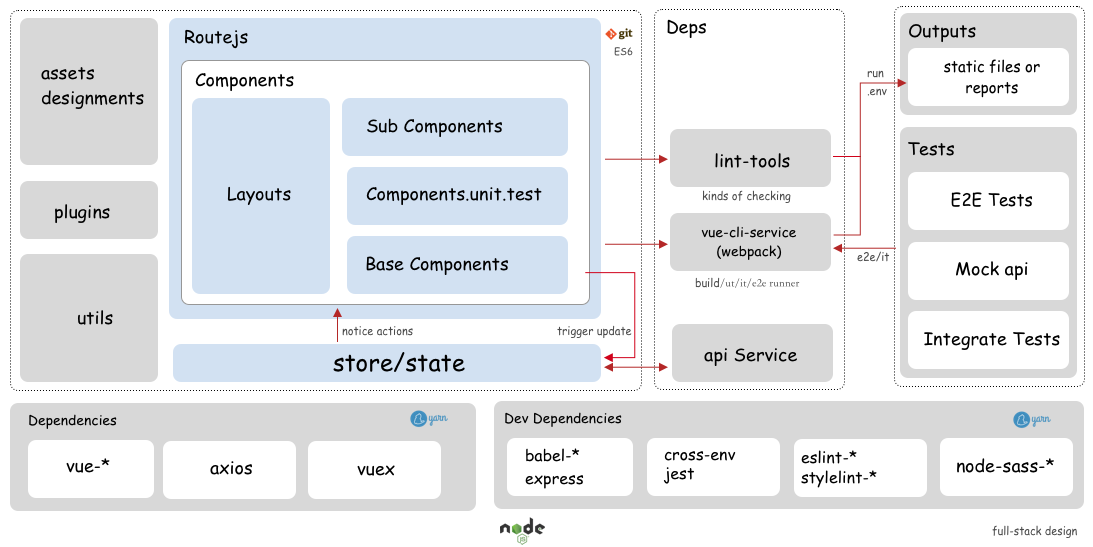 assets
designments
plugins
utils
Routejs
git
ES6
Components
Layouts
Sub Components
Components.unit.test
Base Components
notice actions
trigger update
store/state
Deps
lint-tools
kinds of checking
vue-cli-service
(webpack)
build/ut/it/e2e runner
api Service
run
.env
e2e/it
Outputs
static files or
reports
Tests
E2E Tests
Mock api
Integrate Tests
Dependencies
yarn
vue-*
axios
vuex
Dev Dependencies
yarn
babel-*
express
cross-env
jest
eslint-*
stylelint-*
node-sass-*
node
JS
full-stack design